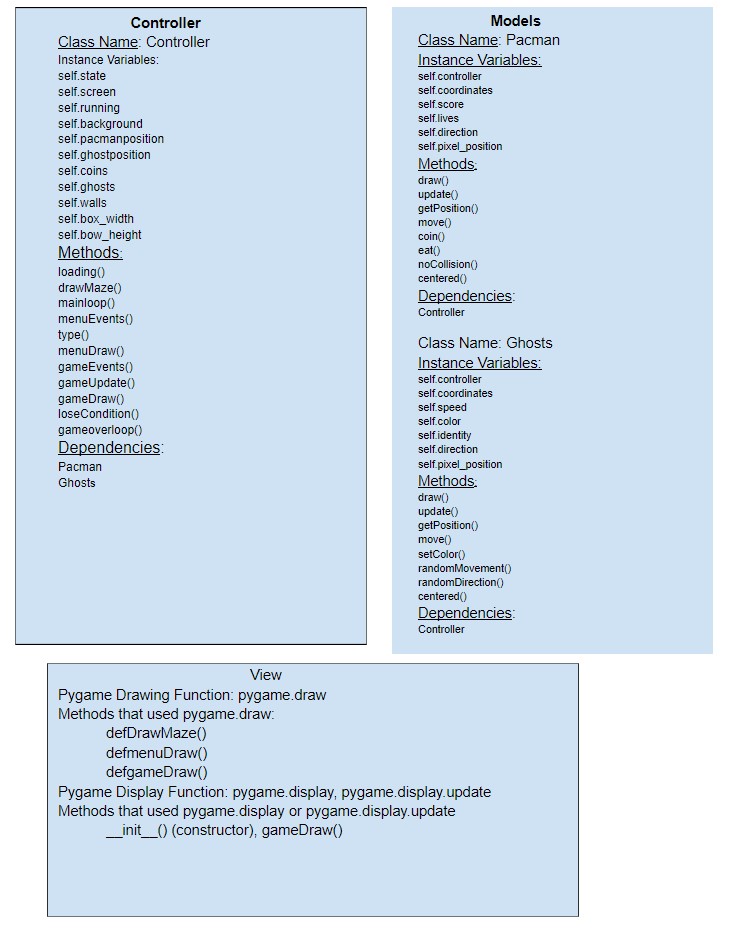 Controller
Class Name: Controller
Instance Variables:
self.state
self.screen
self.running
self.background
self.pacmanposition
self.ghostposition
self.coins
self.ghosts
self.walls
self.box_width
self.bow_height
Methods:
loading()
drawMaze()
mainloop()
menuEvents()
type()
menuDraw()
gameEvents()
gameUpdate()
gameDraw()
loseCondition()
gameoverloop()
Dependencies:
Pacman
Ghosts
Models
Class Name: Pacman
Instance Variables:
self.controller
self.coordinates
self.score
self.lives
self.direction
self.pixel_position
Methods:
draw()
update()
getPosition()
move()
coin()
eat()
noCollision()
centered()
Dependencies:
Controller
Class Name: Ghosts
Instance Variables:
self.controller
self.coordinates
self.speed
self.color
self.identity
self.direction
self.pixel_position
Methods:
draw()
update()
getPosition()
move()
setColor()
randomMovement()
randomDirection()
centered()
Dependencies:
Controller
View
Pygame Drawing Function: pygame.draw
Methods that used pygame.draw:
defDrawMaze()
defmenuDraw()
defgameDraw()
Pygame Display Function: pygame.display, pygame.display.update
Methods that used pygame.display or pygame.display.update
__init__() (constructor), gameDraw()